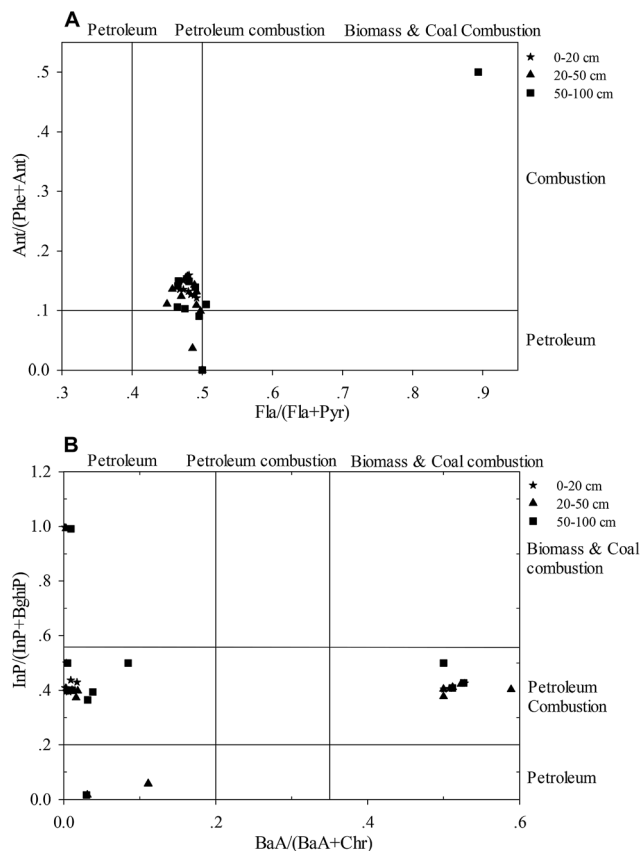 A
Petroleum
Petroleum combustion
Biomass & Coal Combustion
0-20 cm
20-50 cm
50-100 cm
.5
.4
.3
.2
.1
0.0
Ant/(Phe+Ant)
Combustion
Petroleum
.3
.4
.5
.6
.7
.8
.9
Fla/(Fla+Pyr)
B
Petroleum
Petroleum combustion
Biomass & Coal combustion
0-20 cm
20-50 cm
50-100 cm
1.2
1.0
.8
.6
.4
.2
0.0
InP/(InP+BghiP)
Biomass & Coal
combustion
Petroleum
Combustion
Petroleum
0.0
.2
.4
.6
BaA/(BaA+Chr)